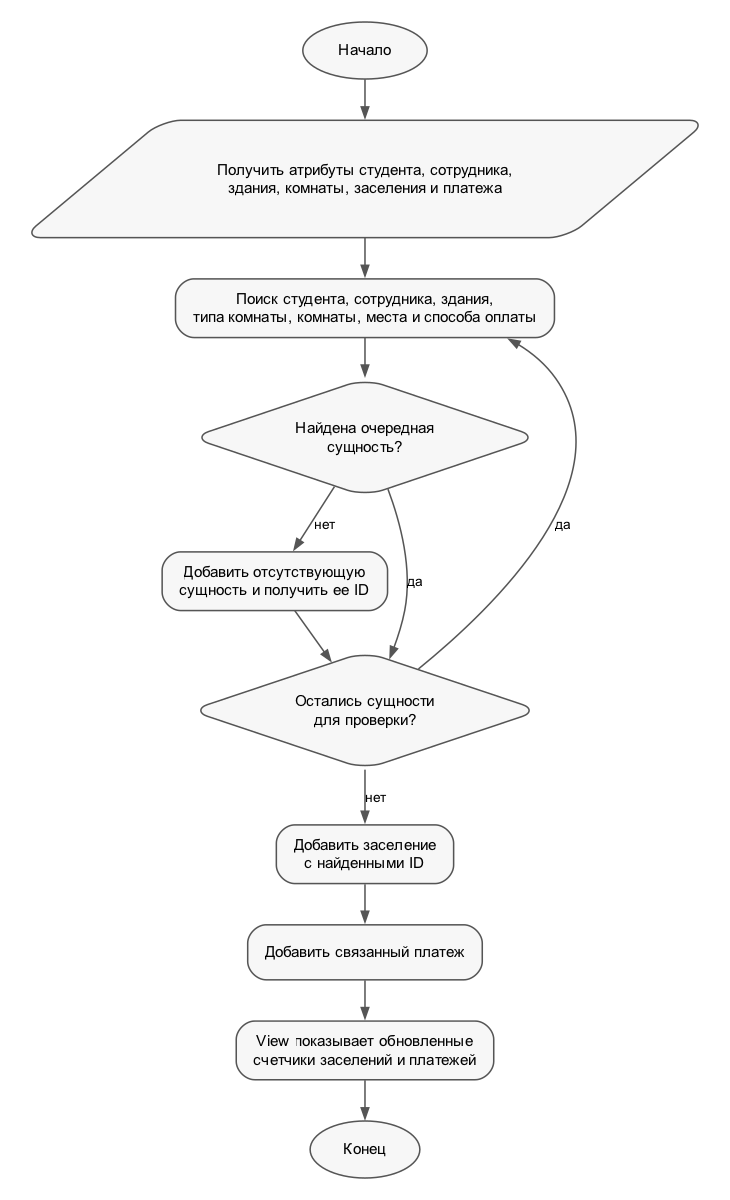 Начало
Получить атрибуты студента, сотрудника,
здания, комнаты, заселения и платежа
Поиск студента, сотрудника, здания,
типа комнаты, комнаты, места и способа оплаты
Найдена очередная
сущность?
нет
да
да
Добавить отсутствующую
сущность и получить ее ID
Остались сущности
для проверки?
нет
Добавить заселение
с найденными ID
Добавить связанный платеж
View показывает обновленные
счетчики заселений и платежей
Конец